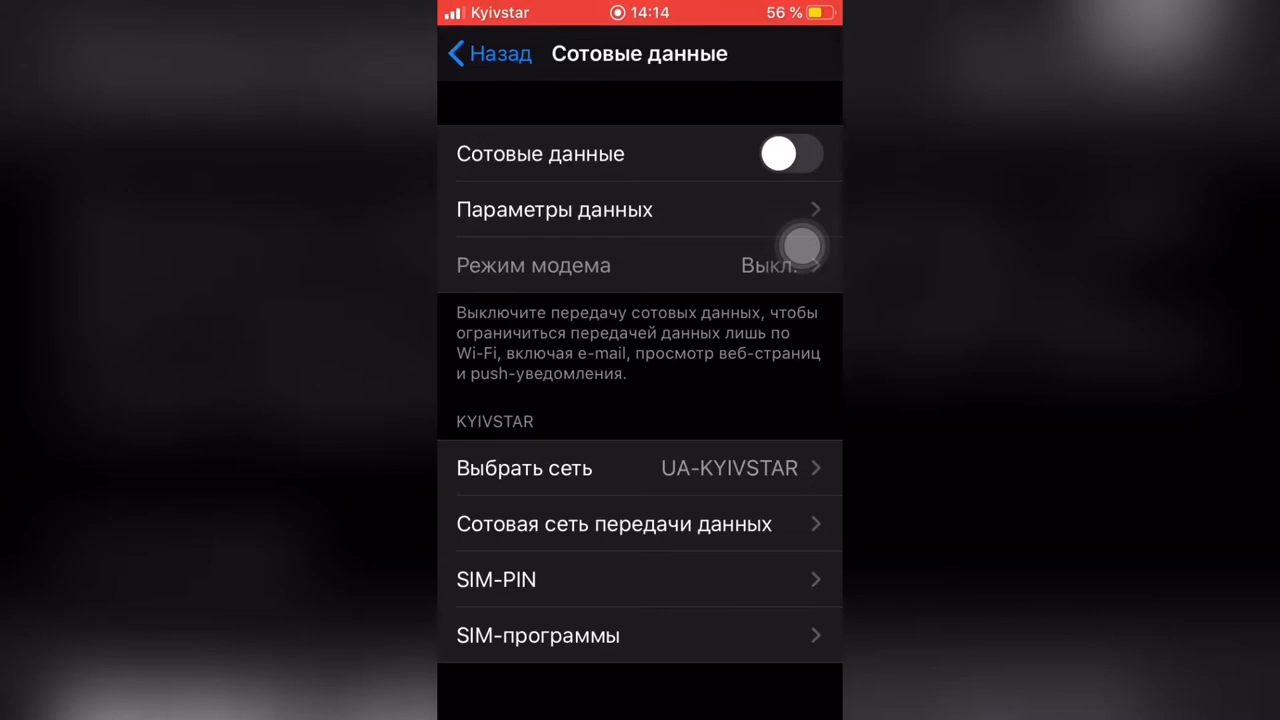 Kyivstar 14:14 56 %
Назад Сотовые данные
Сотовые данные
Параметры данных
Режим модема Выкл.
Выключите передачу сотовых данных, чтобы
ограничиться передачей данных лишь по
Wi-Fi, включая e-mail, просмотр веб-страниц
и push-уведомления.
KYIVSTAR
Выбрать сеть UA-KYIVSTAR
Сотовая сеть передачи данных
SIM-PIN
SIM-программы